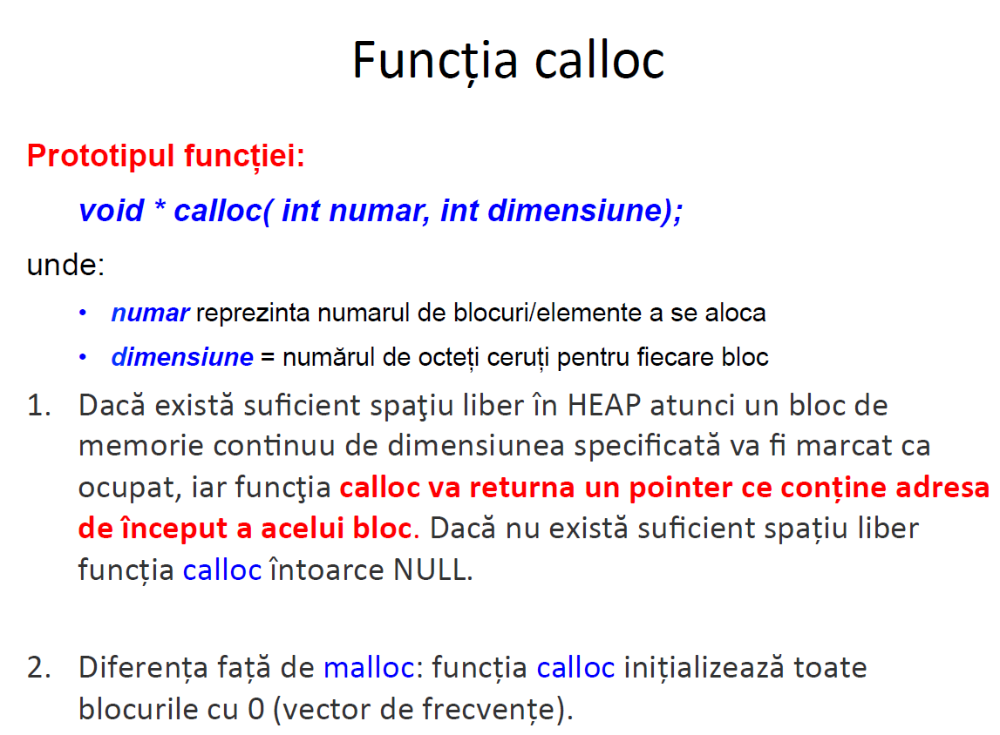 Funcția calloc
Prototipul funcției:
void * calloc( int numar, int dimensiune);
unde:
• numar reprezinta numarul de blocuri/elemente a se aloca
• dimensiune = numărul de octeți ceruți pentru fiecare bloc
1. Dacă există suficient spaţiu liber în HEAP atunci un bloc de
memorie continuu de dimensiunea specificată va fi marcat ca
ocupat, iar funcţia calloc va returna un pointer ce conține adresa
de început a acelui bloc. Dacă nu există suficient spațiu liber
funcția calloc întoarce NULL.
2. Diferența față de malloc: funcția calloc inițializează toate
blocurile cu 0 (vector de frecvențe).